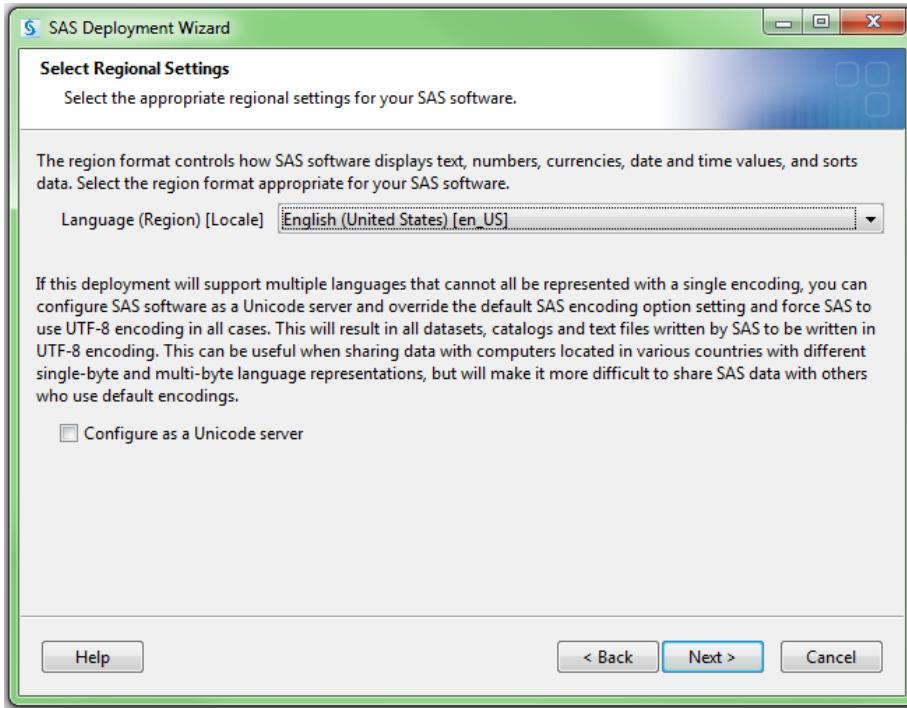 SAS Deployment Wizard
Select Regional Settings
Select the appropriate regional settings for your SAS software.
The region format controls how SAS software displays text, numbers, currencies, date and time values, and sorts
data. Select the region format appropriate for your SAS software.
Language (Region) [Locale] English (United States) [en_US]
If this deployment will support multiple languages that cannot all be represented with a single encoding, you can
configure SAS software as a Unicode server and override the default SAS encoding option setting and force SAS to
use UTF-8 encoding in all cases. This will result in all datasets, catalogs and text files written by SAS to be written in
UTF-8 encoding. This can be useful when sharing data with computers located in various countries with different
single-byte and multi-byte language representations, but will make it more difficult to share SAS data with others
who use default encodings.
Configure as a Unicode server
Help < Back Next > Cancel